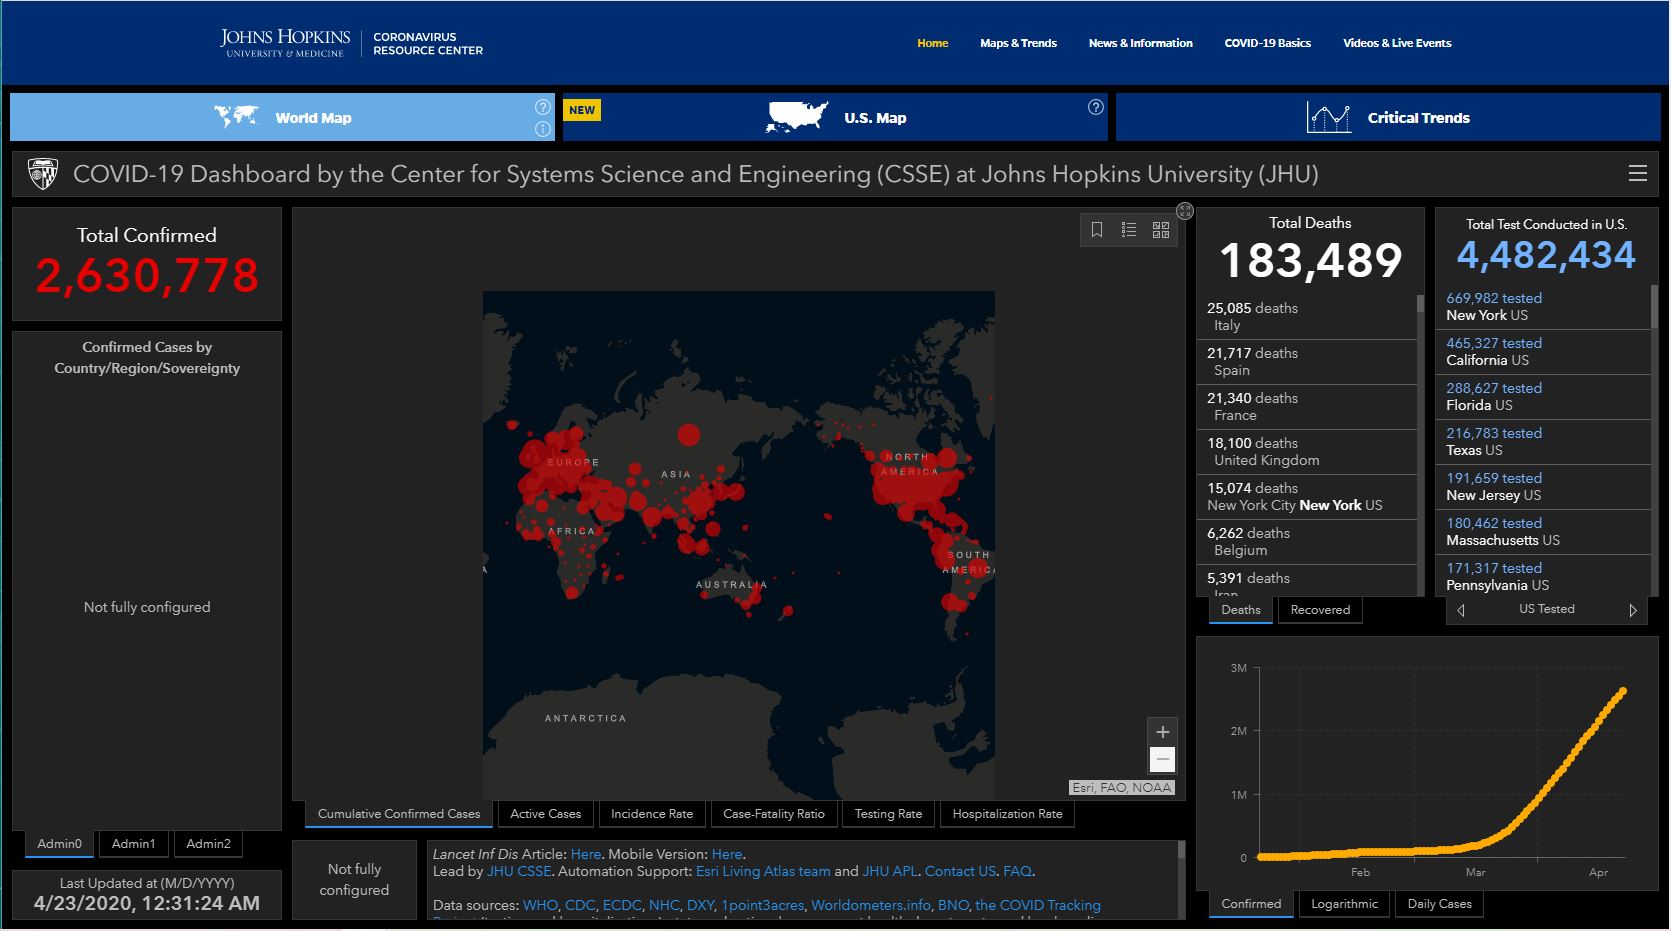 JOHNS HOPKINS
UNIVERSITY & MEDICINE
CORONAVIRUS
RESOURCE CENTER
Home
Maps & Trends
News & Information
COVID-19 Basics
Videos & Live Events
World Map
NEW
U.S. Map
Critical Trends
COVID-19 Dashboard by the Center for Systems Science and Engineering (CSSE) at Johns Hopkins University (JHU)
Total Confirmed
2,630,778
Confirmed Cases by
Country/Region/Sovereignty
Not fully configured
Admin0
Admin1
Admin2
Last Updated at (M/D/YYYY)
4/23/2020, 12:31:24 AM
EUROPE
ASIA
AFRICA
AUSTRALIA
NORTH
AMERICA
SOUTH
AMERICA
ANTARCTICA
Esri, FAO, NOAA
Cumulative Confirmed Cases
Active Cases
Incidence Rate
Case-Fatality Ratio
Testing Rate
Hospitalization Rate
Not fully
configured
Lancet Inf Dis Article: Here. Mobile Version: Here.
Lead by JHU CSSE. Automation Support: Esri Living Atlas team and JHU APL. Contact US. FAQ.
Data sources: WHO, CDC, ECDC, NHC, DXY, 1point3acres, Worldometers.info, BNO, the COVID Tracking
Total Deaths
183,489
25,085 deaths
Italy
21,717 deaths
Spain
21,340 deaths
France
18,100 deaths
United Kingdom
15,074 deaths
New York City New York US
6,262 deaths
Belgium
5,391 deaths
Iran
Deaths
Recovered
Total Test Conducted in U.S.
4,482,434
669,982 tested
New York US
465,327 tested
California US
288,627 tested
Florida US
216,783 tested
Texas US
191,659 tested
New Jersey US
180,462 tested
Massachusetts US
171,317 tested
Pennsylvania US
US Tested
3M
2M
1M
0
Feb
Mar
Apr
Confirmed
Logarithmic
Daily Cases